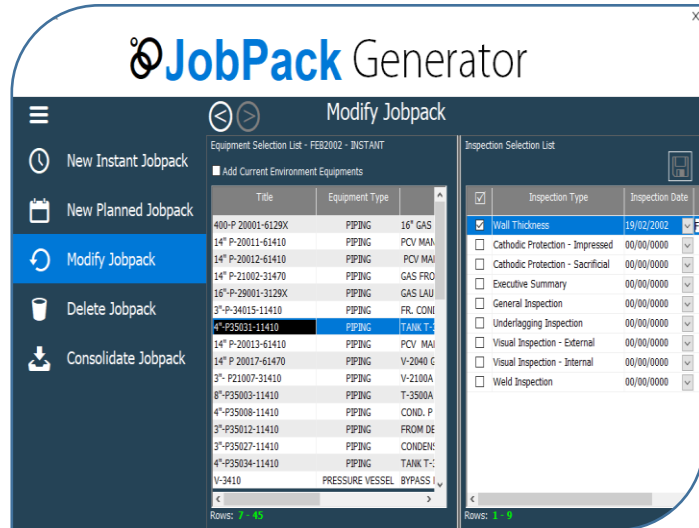 X
JobPack Generator
Modify Jobpack
New Instant Jobpack
New Planned Jobpack
Modify Jobpack
Delete Jobpack
Consolidate Jobpack
Equipment Selection List - FEB2002 - INSTANT
Add Current Environment Equipments
Title Equipment Type
400-P 20001-6129X PIPING 16" GAS
14" P-20011-61410 PIPING PCV MAN
14" P-20012-61410 PIPING PCV MAI
14" P-21002-31470 PIPING GAS FRO
16"-P-29001-3129X PIPING GAS LAU
3"-P-34015-11410 PIPING FR. CONI
4"-P35031-11410 PIPING TANK T-
14" P-20013-61410 PIPING PCV MAI
14" P 20017-61470 PIPING V-2040 G
3"- P21007-31410 PIPING V-2100A
8"-P35003-11410 PIPING T-3500A
4"-P35008-11410 PIPING COND. P
3"-P35012-11410 PIPING FROM DE
3"-P35027-11410 PIPING CONDEN
4"-P35034-11410 PIPING TANK T-
V-3410 PRESSURE VESSEL BYPASS
Rows: 7 - 45
Inspection Selection List
Inspection Type Inspection Date
Wall Thickness 19/02/2002 F
Cathodic Protection - Impressed 00/00/0000
Cathodic Protection - Sacrificial 00/00/0000
Executive Summary 00/00/0000
General Inspection 00/00/0000
Underlagging Inspection 00/00/0000
Visual Inspection - External 00/00/0000
Visual Inspection - Internal 00/00/0000
Weld Inspection 00/00/0000
Rows: 1 - 9